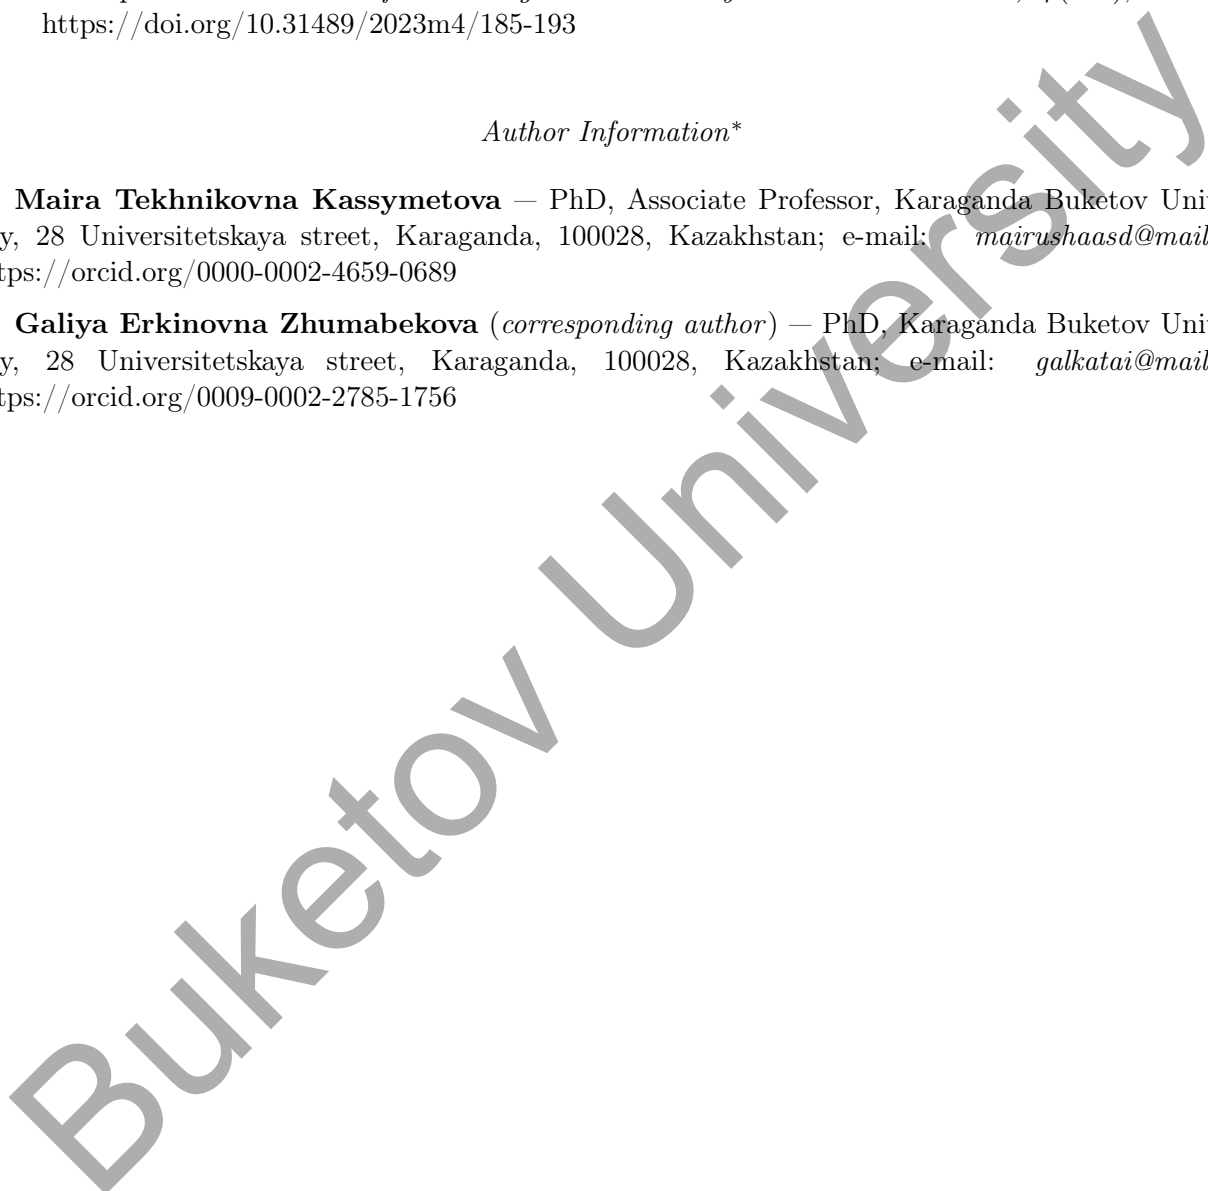 https://doi.org/10.31489/2023m4/185-193
Author Information*
Maira Tekhnikovna Kassymetova — PhD, Associate Professor, Karaganda Buketov Uni
y, 28 Universitetskaya street, Karaganda, 100028, Kazakhstan; e-mail: mairushaasd@mail
tps://orcid.org/0000-0002-4659-0689
Galiya Erkinovna Zhumabekova (corresponding author) — PhD, Karaganda Buketov Uni
y, 28 Universitetskaya street, Karaganda, 100028, Kazakhstan; e-mail: galkatai@mail
tps://orcid.org/0009-0002-2785-1756
Buketov University